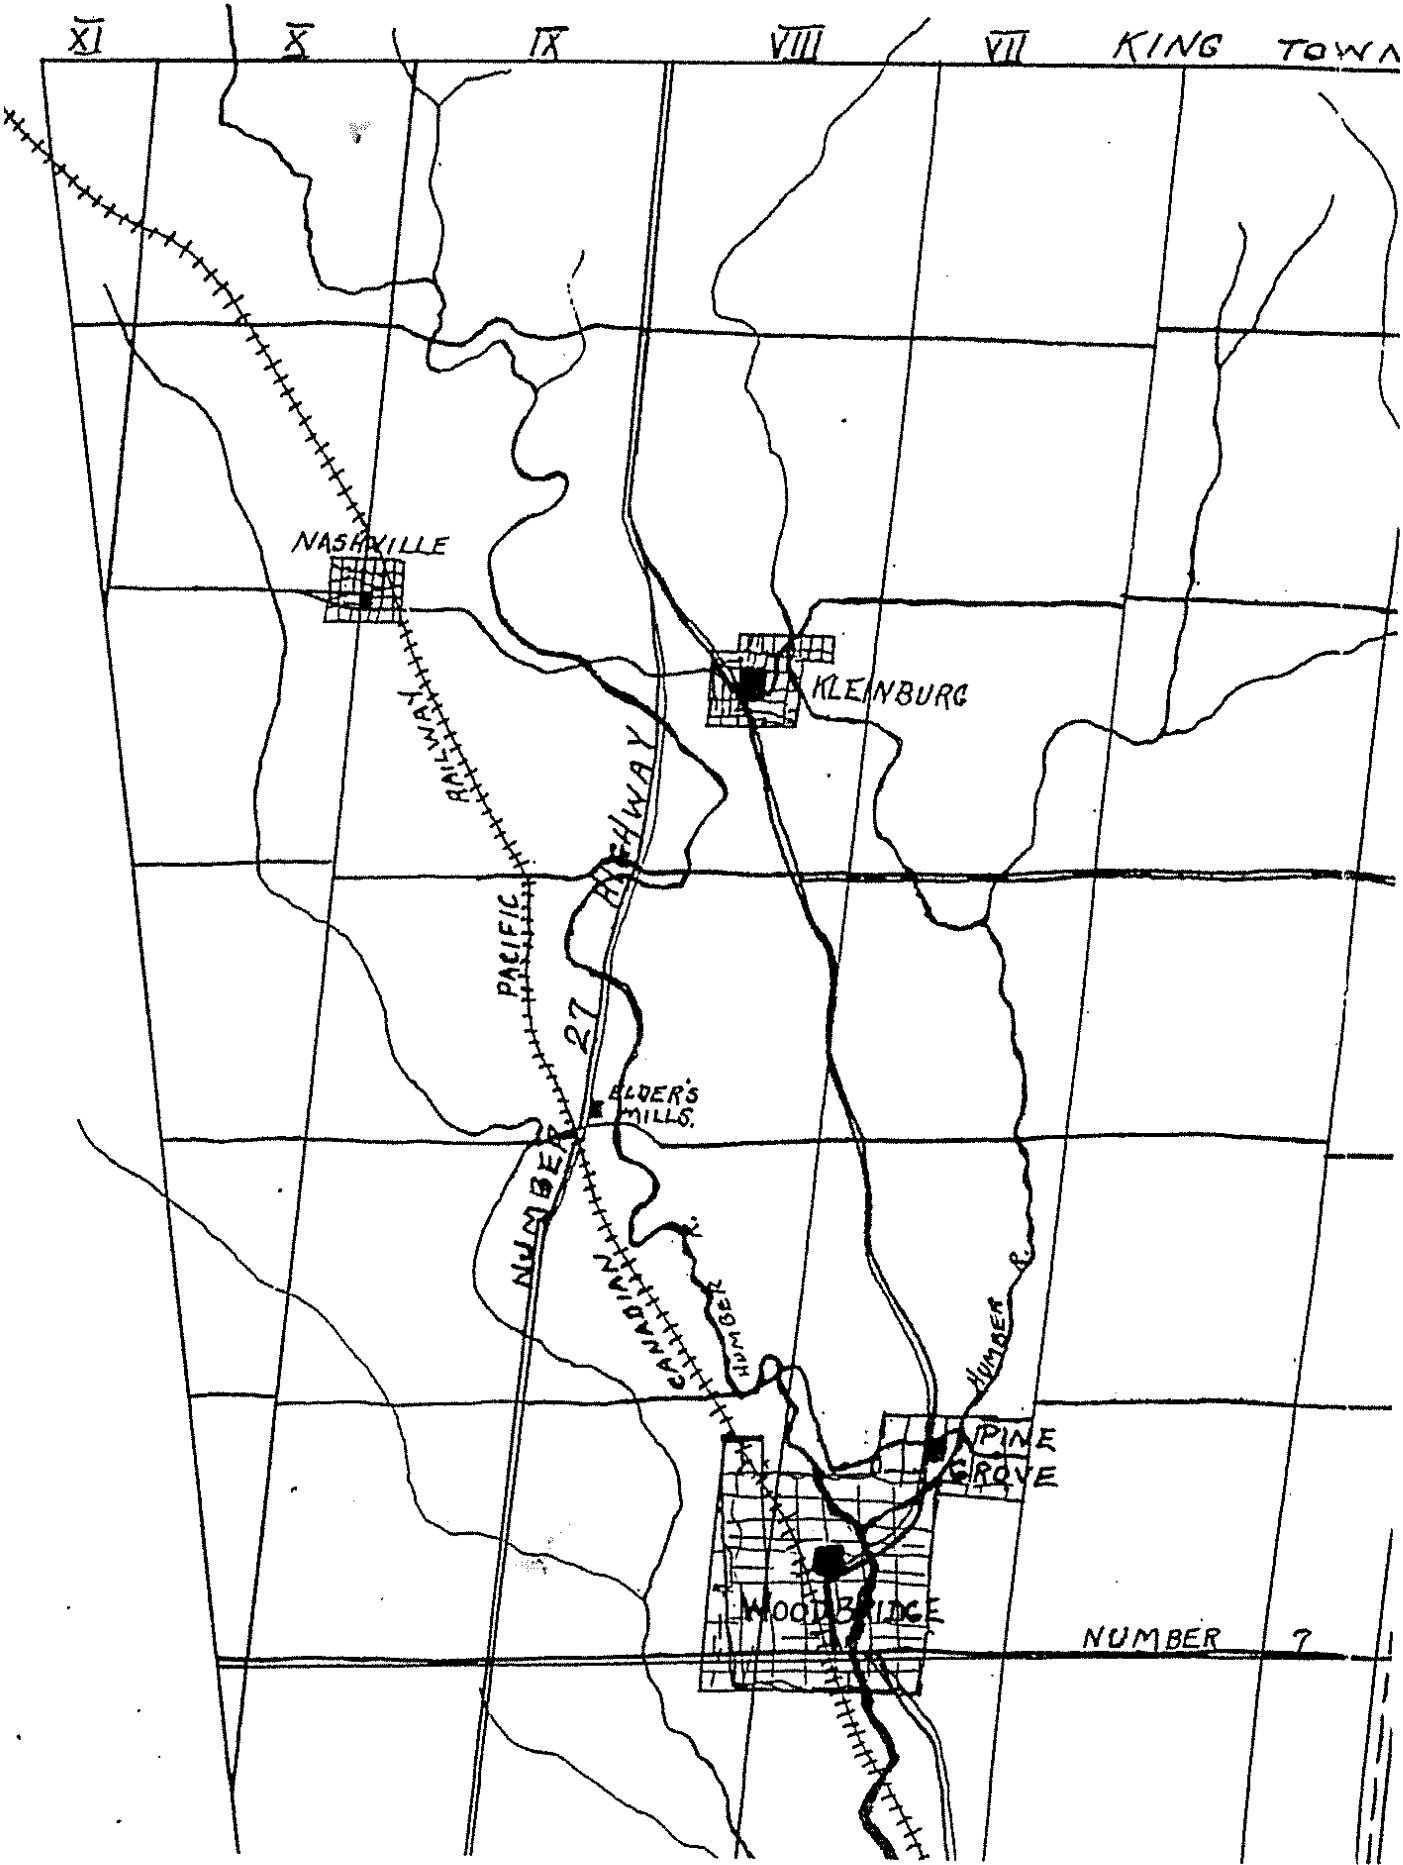 XI X IX VIII VII KING TOWN
NASHVILLE
KLEINBURG
RAILWAY
HIGHWAY
PACIFIC
27
ELDER'S
MILLS.
NUMBER
CANADIAN
HUMBER R.
HUMBER R.
PINE
GROVE
WOODBRIDGE
NUMBER 7